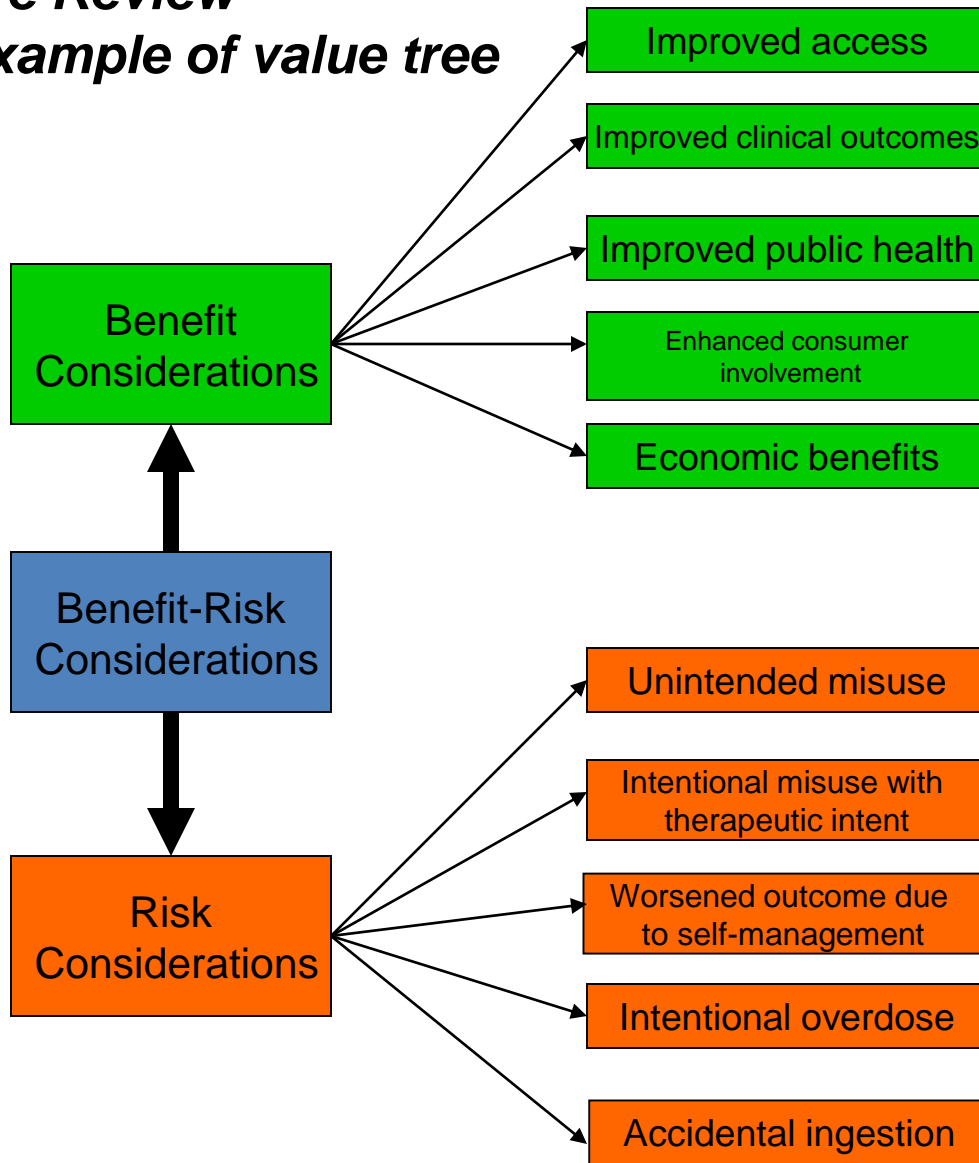 e Review
xample of value tree
Improved access
Improved clinical outcomes
Improved public health
Enhanced consumer
involvement
Economic benefits
Benefit
Considerations
Benefit-Risk
Considerations
Risk
Considerations
Unintended misuse
Intentional misuse with
therapeutic intent
Worsened outcome due
to self-management
Intentional overdose
Accidental ingestion